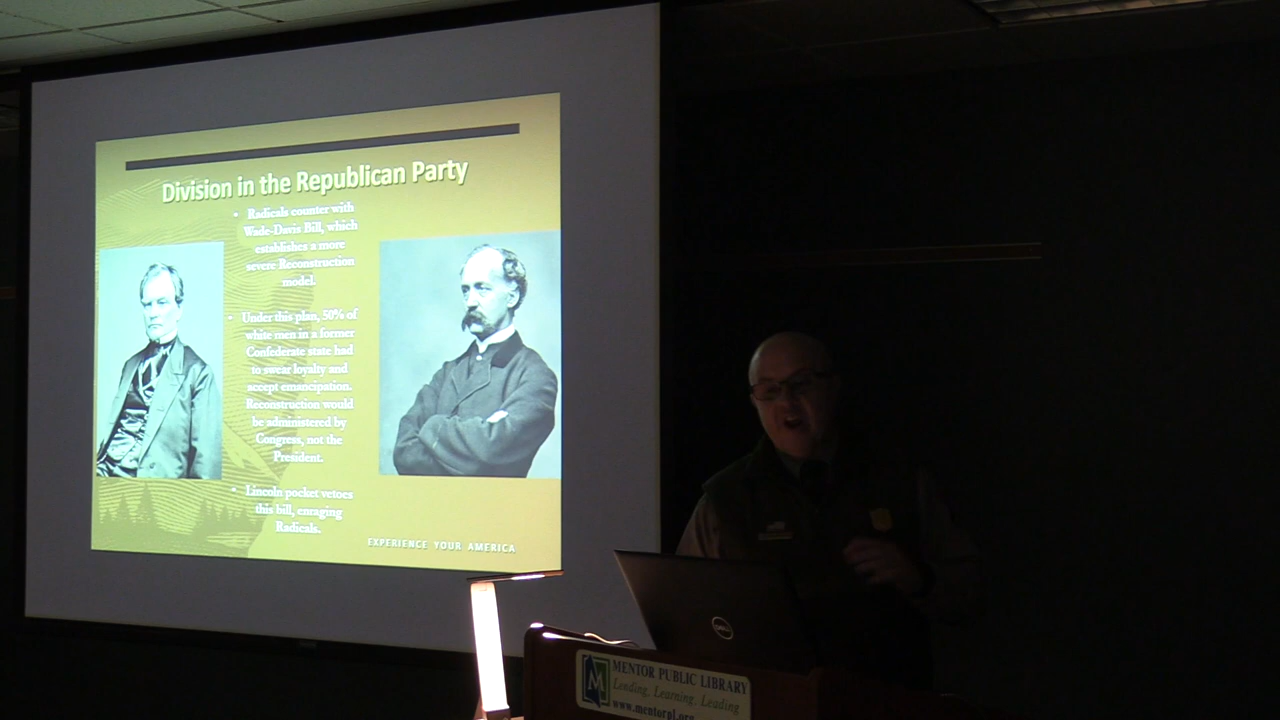 Division in the Republican Party
• Radicals counter with
Wade-Davis Bill, which
establishes a more
severe Reconstruction
model.
• Under this plan, 50% of
white men in a former
Confederate state had
to swear loyalty and
accept emancipation.
Reconstruction would
be administered by
Congress, not the
President.
• Lincoln pocket vetoes
this bill, enraging
Radicals.
EXPERIENCE YOUR AMERICA
DELL
M
MENTOR PUBLIC LIBRARY
Lending, Learning, Leading
www.mentorpl.org